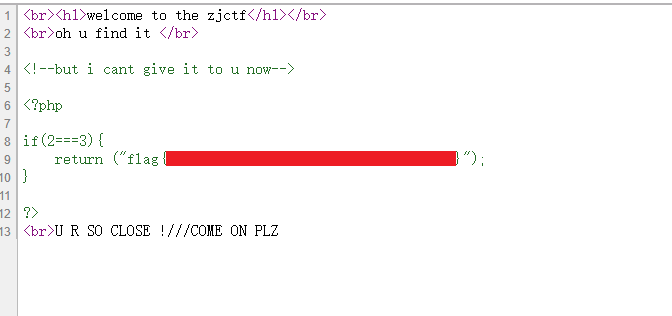 1 <br><h1>welcome to the zjctf</h1></br>
2 <br>oh u find it </br>
3
4 <!--but i cant give it to u now-->
5
6 <?php
7
8 if(2===3){
9 return ("flag{}");
10 }
11
12 ?>
13 <br>U R SO CLOSE !///COME ON PLZ